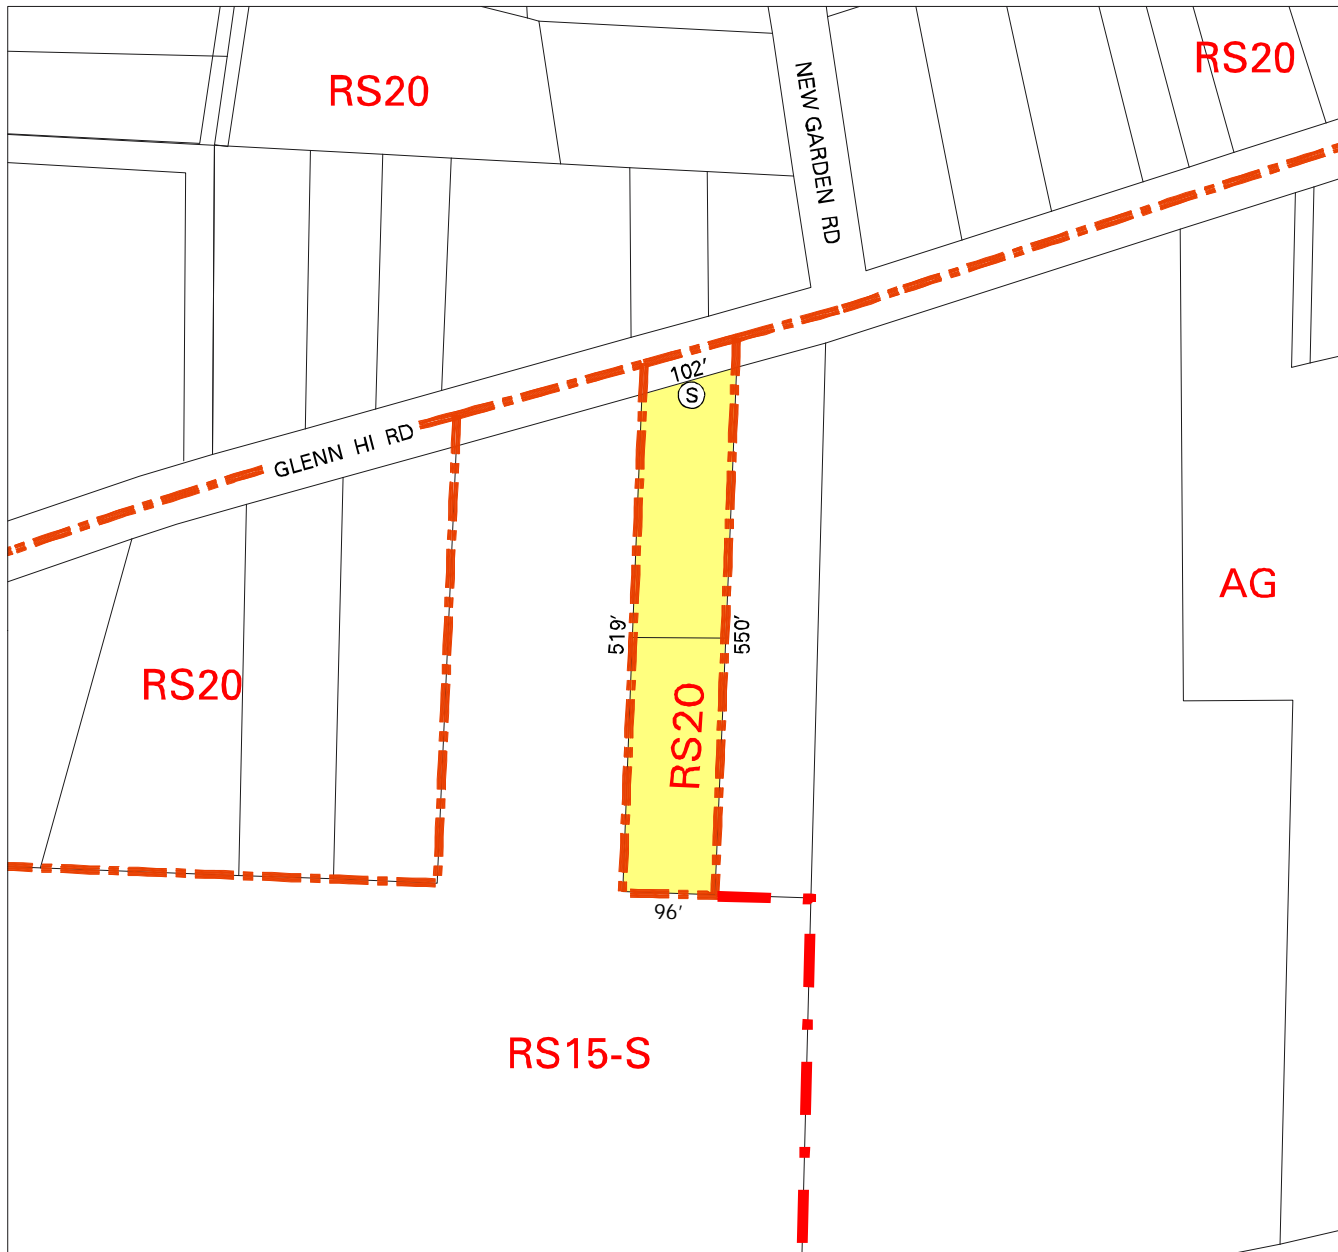 RS20
RS20
NEW GARDEN RD
102'
S
GLENN HI RD
AG
519'
550'
RS20
RS20
96'
RS15-S